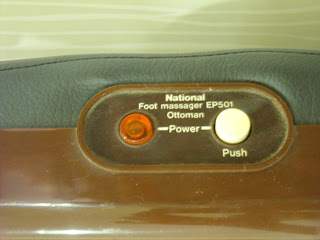 National
Foot massager EP501
Ottoman
Power
Push